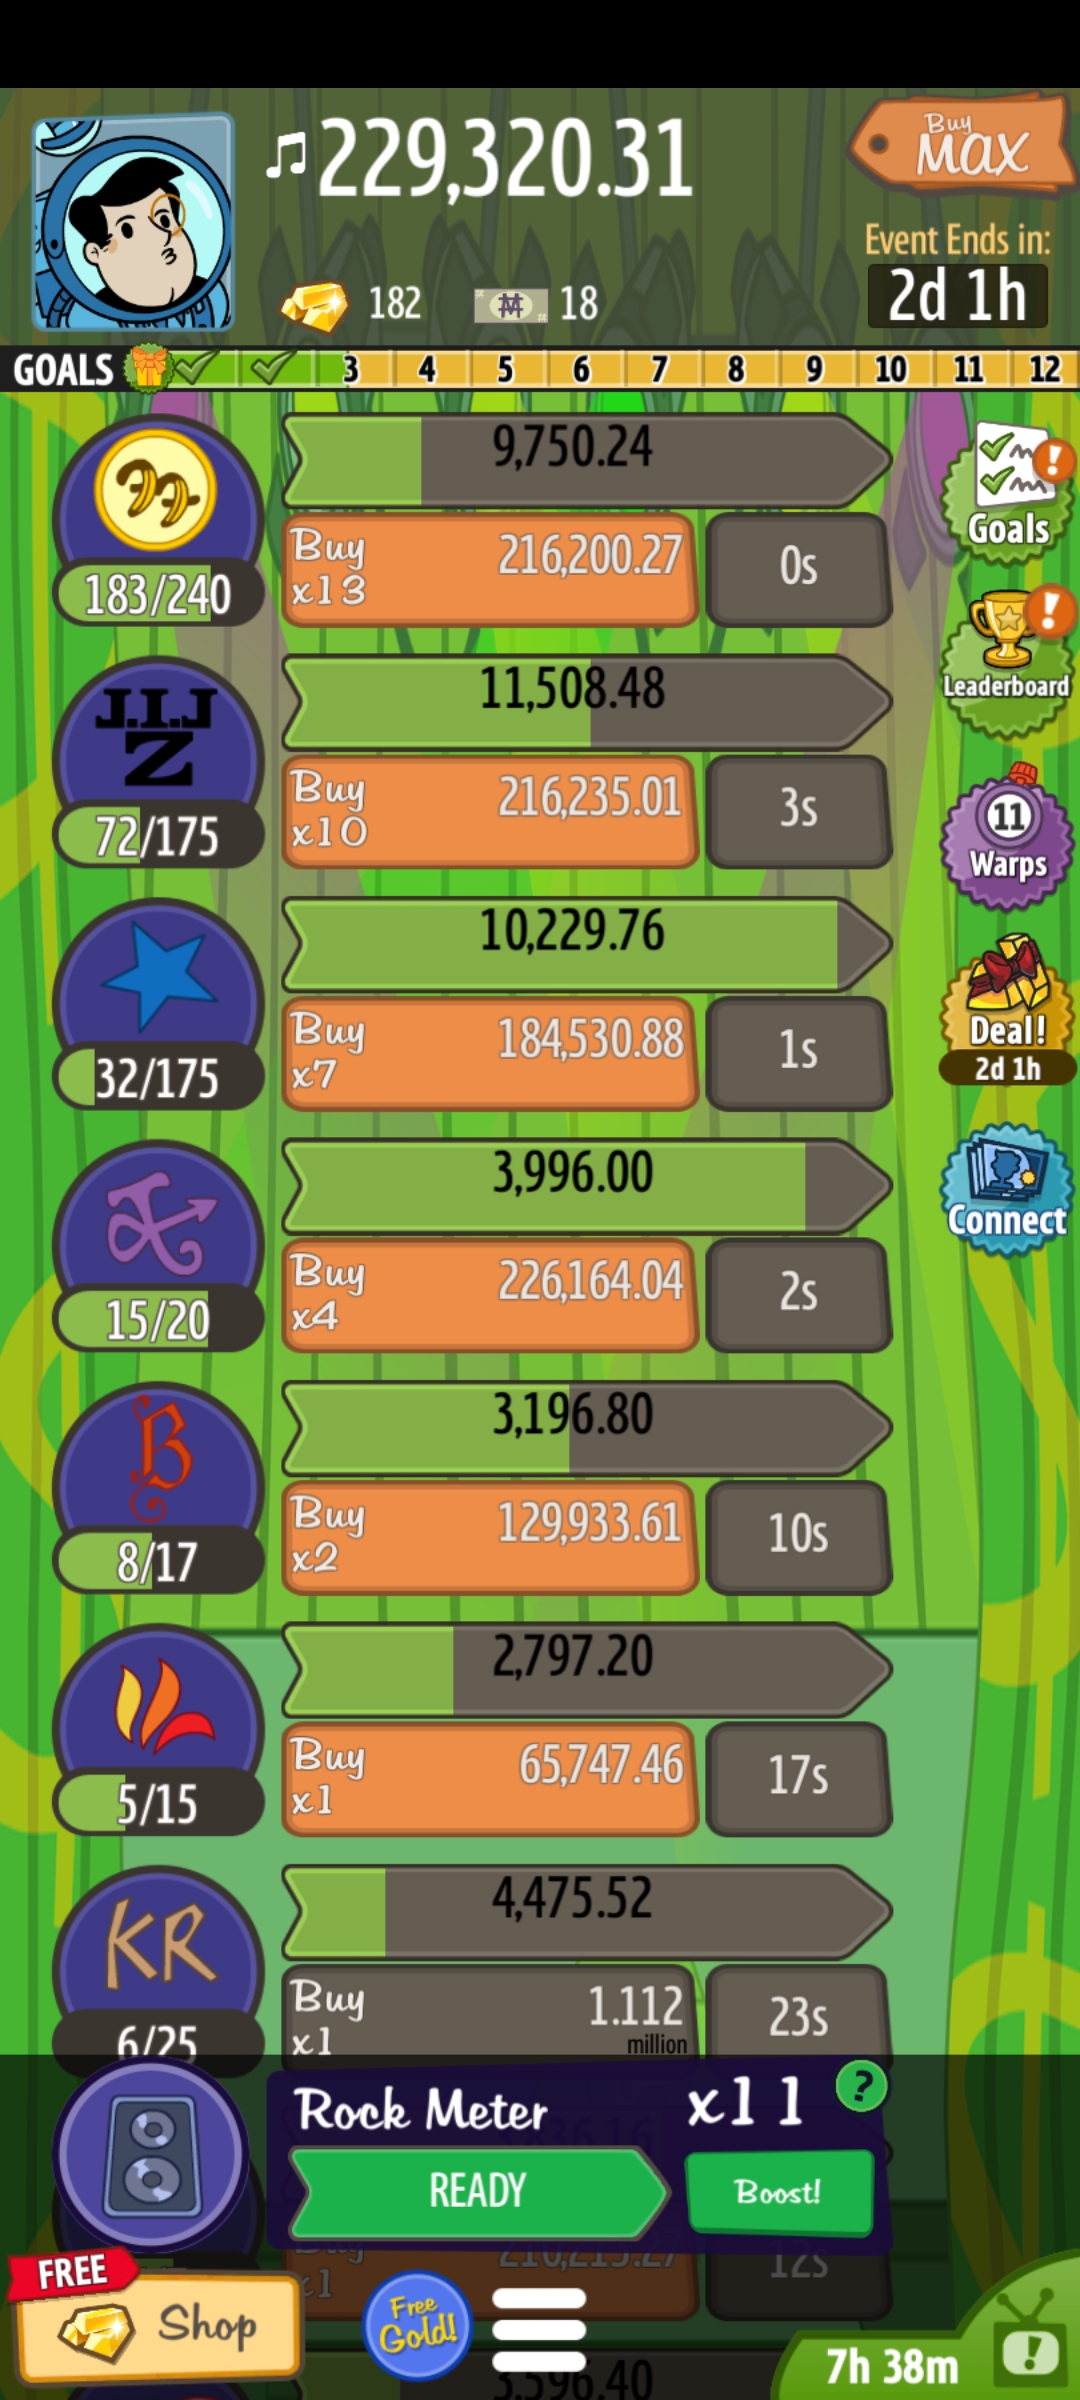 229,320.31
Buy
MAX
Event Ends in:
2d 1h
182
18
GOALS 3 4 5 6 7 8 9 10 11 12
9,750.24
183/240
Buy
x13
216,200.27
0s
Goals
J.I.J
Z
11,508.48
72/175
Buy
x10
216,235.01
3s
Leaderboard
10,229.76
32/175
Buy
x7
184,530.88
1s
11
Warps
3,996.00
15/20
Buy
x4
226,164.04
2s
Deal!
2d 1h
B
3,196.80
8/17
Buy
x2
129,933.61
10s
Connect
2,797.20
5/15
Buy
x1
65,747.46
17s
KR
4,475.52
6/25
Buy
x1
1.112
million
23s
Rock Meter
x11
?
READY
Boost!
Buy
x1
12s
FREE
Shop
Free
Gold!
3,596.40
7h 38m